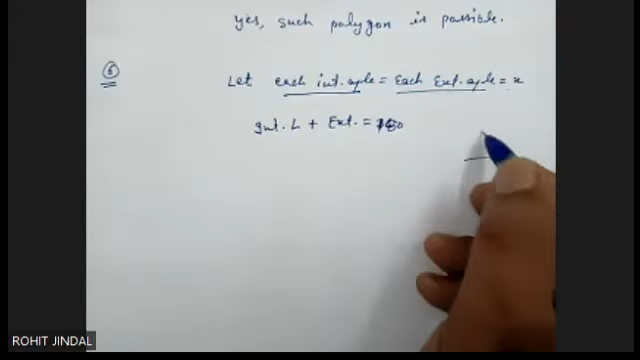 yes, such polygon is possible.
6
Let each int. angle = Each Ext. angle = x
Int. L + Ext. = 180
ROHIT JINDAL